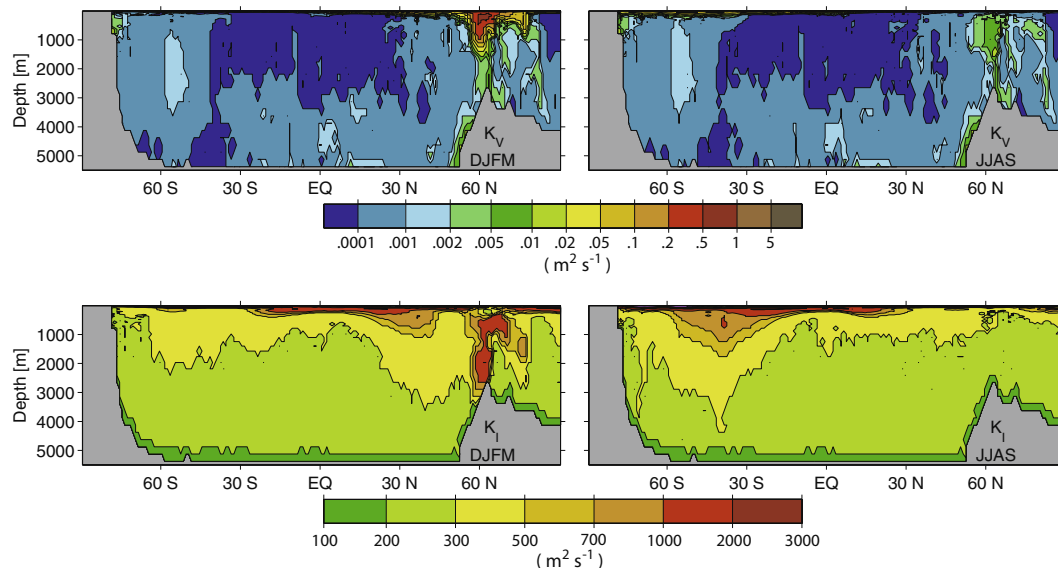 Depth [m]
1000
2000
3000
4000
5000
K_V
DJFM
K_V
JJAS
60 S 30 S EQ 30 N 60 N
60 S 30 S EQ 30 N 60 N
.0001 .001 .002 .005 .01 .02 .05 .1 .2 .5 1 5
( m² s⁻¹)
Depth [m]
1000
2000
3000
4000
5000
K_I
DJFM
K_I
JJAS
60 S 30 S EQ 30 N 60 N
60 S 30 S EQ 30 N 60 N
100 200 300 500 700 1000 2000 3000
( m² s⁻¹)